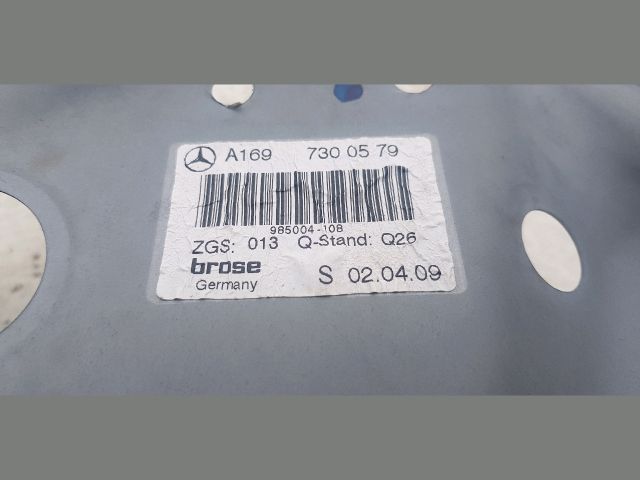 A169 730 05 79
985004-108
ZGS: 013 Q-Stand: Q26
brose S 02.04.09
Germany